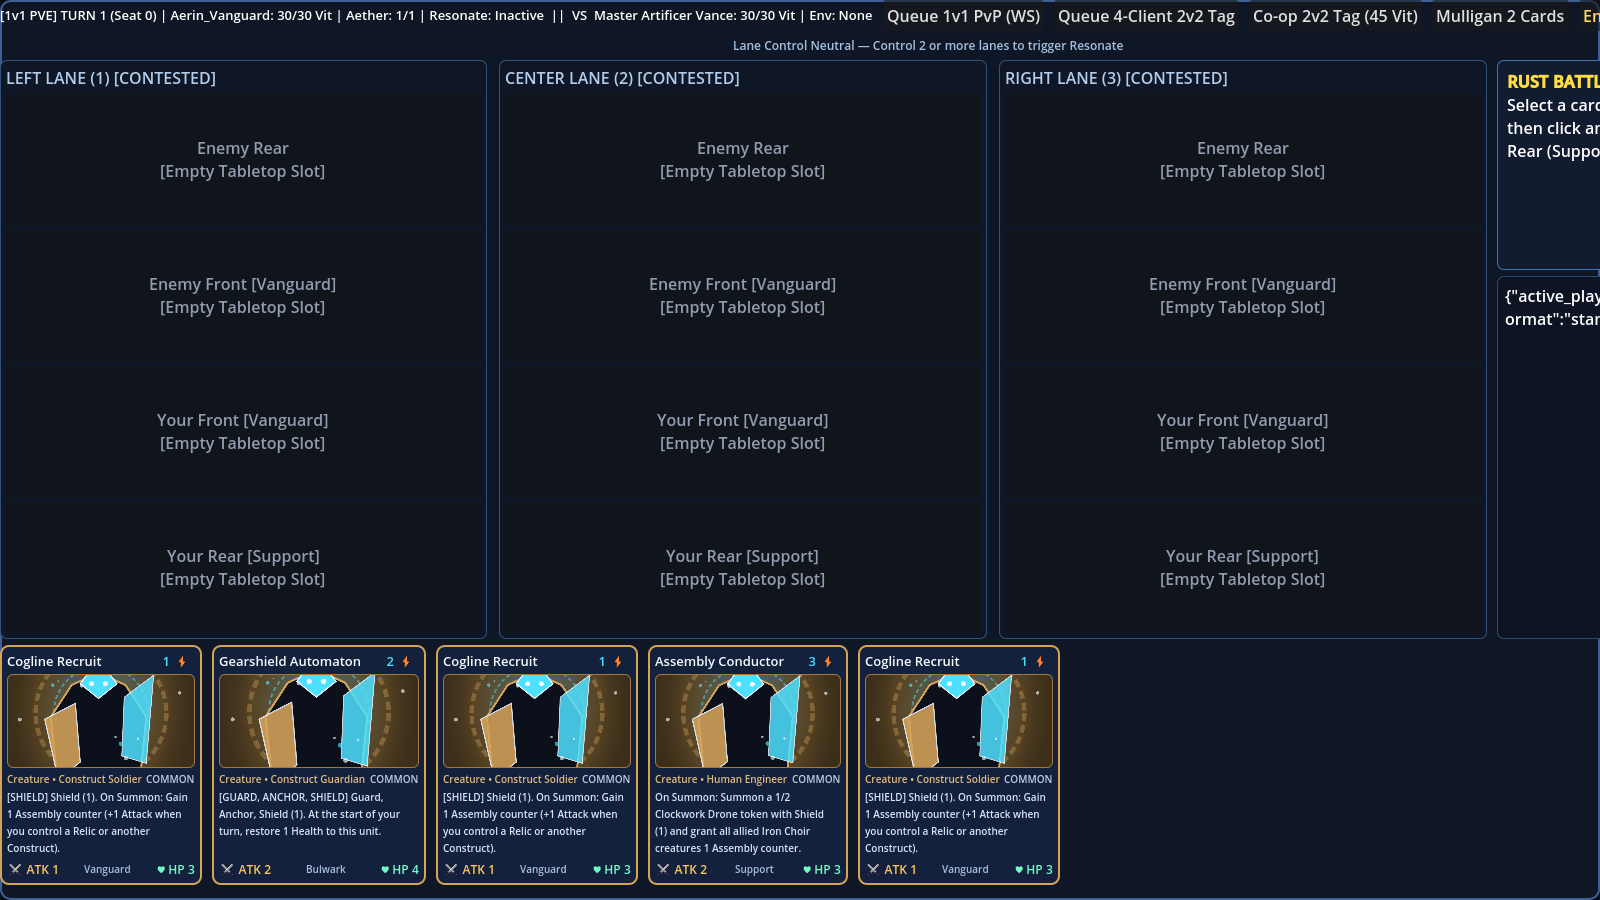 [1v1 PVE] TURN 1 (Seat 0) | Aerin_Vanguard: 30/30 Vit | Aether: 1/1 | Resonate: Inactive || VS Master Artificer Vance: 30/30 Vit | Env: None
Queue 1v1 PvP (WS)
Queue 4-Client 2v2 Tag
Co-op 2v2 Tag (45 Vit)
Mulligan 2 Cards
Lane Control Neutral — Control 2 or more lanes to trigger Resonate
LEFT LANE (1) [CONTESTED]
Enemy Rear
[Empty Tabletop Slot]
Enemy Front [Vanguard]
[Empty Tabletop Slot]
Your Front [Vanguard]
[Empty Tabletop Slot]
Your Rear [Support]
[Empty Tabletop Slot]
CENTER LANE (2) [CONTESTED]
Enemy Rear
[Empty Tabletop Slot]
Enemy Front [Vanguard]
[Empty Tabletop Slot]
Your Front [Vanguard]
[Empty Tabletop Slot]
Your Rear [Support]
[Empty Tabletop Slot]
RIGHT LANE (3) [CONTESTED]
Enemy Rear
[Empty Tabletop Slot]
Enemy Front [Vanguard]
[Empty Tabletop Slot]
Your Front [Vanguard]
[Empty Tabletop Slot]
Your Rear [Support]
[Empty Tabletop Slot]
RUST BATTL
Select a card
then click an
Rear (Suppo
{"active_play
ormat":"stan
Cogline Recruit 1
Creature • Construct Soldier COMMON
[SHIELD] Shield (1). On Summon: Gain
1 Assembly counter (+1 Attack when
you control a Relic or another
Construct).
ATK 1 Vanguard HP 3
Gearshield Automaton 2
Creature • Construct Guardian COMMON
[GUARD, ANCHOR, SHIELD] Guard,
Anchor, Shield (1). At the start of your
turn, restore 1 Health to this unit.
ATK 2 Bulwark HP 4
Cogline Recruit 1
Creature • Construct Soldier COMMON
[SHIELD] Shield (1). On Summon: Gain
1 Assembly counter (+1 Attack when
you control a Relic or another
Construct).
ATK 1 Vanguard HP 3
Assembly Conductor 3
Creature • Human Engineer COMMON
On Summon: Summon a 1/2
Clockwork Drone token with Shield
(1) and grant all allied Iron Choir
creatures 1 Assembly counter.
ATK 2 Support HP 3
Cogline Recruit 1
Creature • Construct Soldier COMMON
[SHIELD] Shield (1). On Summon: Gain
1 Assembly counter (+1 Attack when
you control a Relic or another
Construct).
ATK 1 Vanguard HP 3